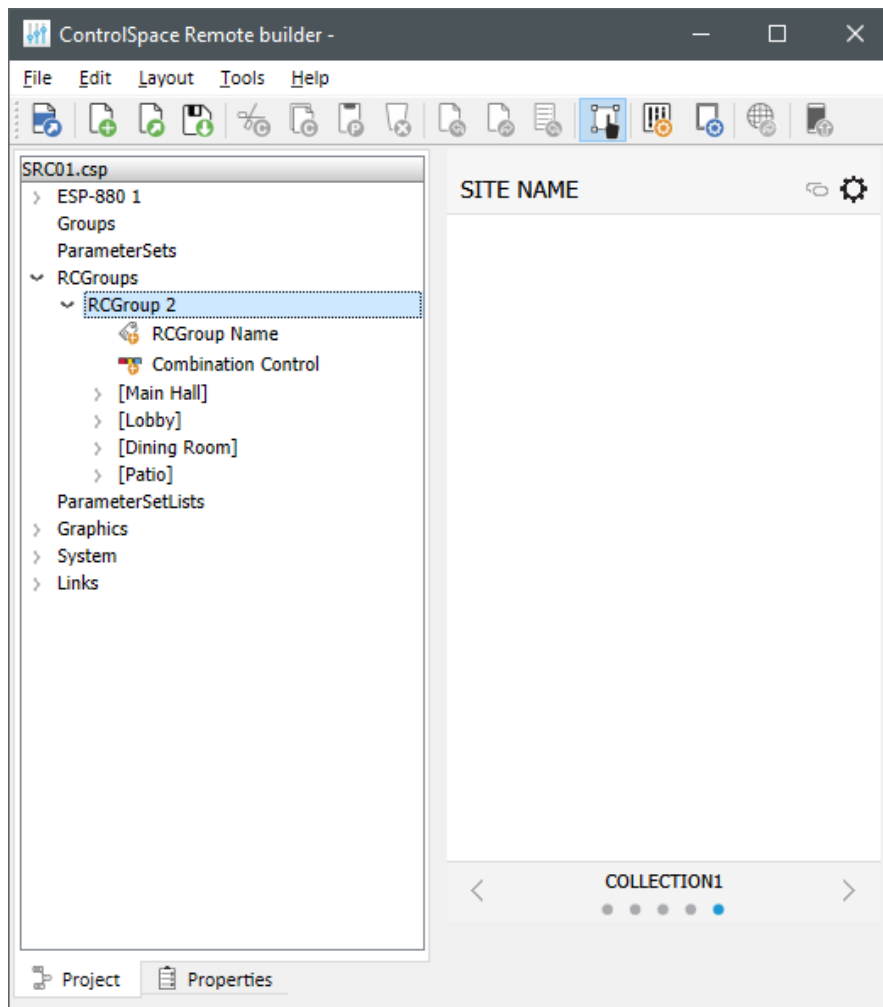 ControlSpace Remote builder -
File Edit Layout Tools Help
SRC01.csp
ESP-880 1
Groups
ParameterSets
RCGroups
RCGroup 2
RCGroup Name
Combination Control
[Main Hall]
[Lobby]
[Dining Room]
[Patio]
ParameterSetLists
Graphics
System
Links
SITE NAME
COLLECTION1
Project Properties